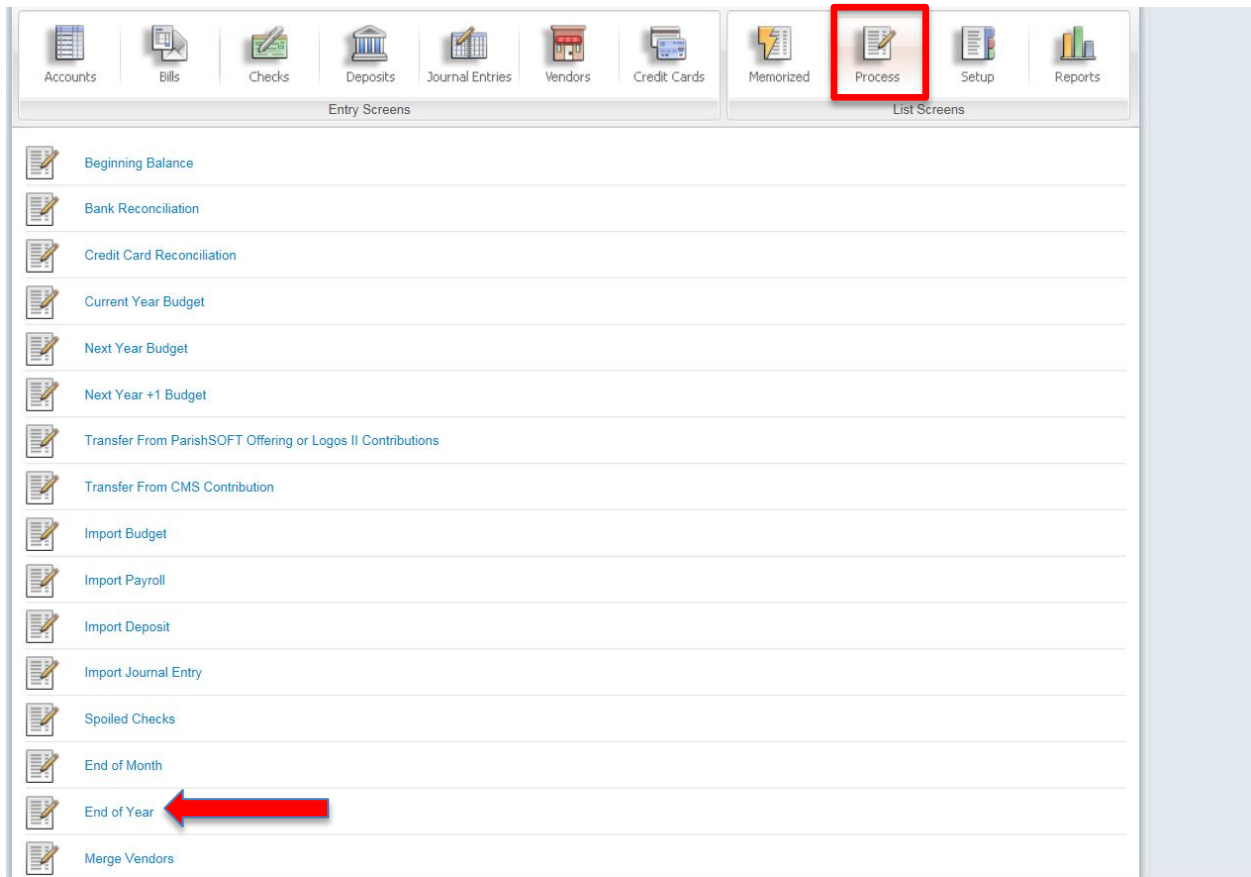 Accounts Bills Checks Deposits Journal Entries Vendors Credit Cards Memorized Process Setup Reports
Entry Screens List Screens
Beginning Balance
Bank Reconciliation
Credit Card Reconciliation
Current Year Budget
Next Year Budget
Next Year +1 Budget
Transfer From ParishSOFT Offering or Logos II Contributions
Transfer From CMS Contribution
Import Budget
Import Payroll
Import Deposit
Import Journal Entry
Spoiled Checks
End of Month
End of Year
Merge Vendors